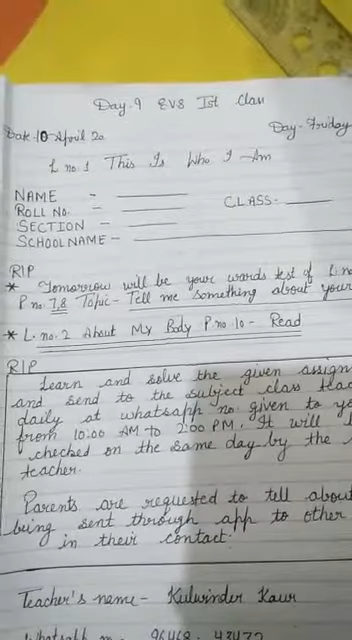 Day-9 EVS Ist Class
Date-10 April 20 Day-Friday
L no.1 This Is Who I Am
NAME -
CLASS-
ROLL NO. -
SECTION -
SCHOOL NAME -
RIP
* Tomorrow will be your wards test of L.no
P no 7,8 Topic- Tell me something about your
* L. no. 2 About My Body P. no 10 - Read
RIP
Learn and solve the given assign
and send to the subject class teac
daily at whatsapp no. given to yo
from 10:00 AM to 2:00 PM. It will
checked on the same day by the
teacher.
Parents are requested to tell about
being sent through app to other
in their contact.
Teacher's name- Kulwinder Kaur